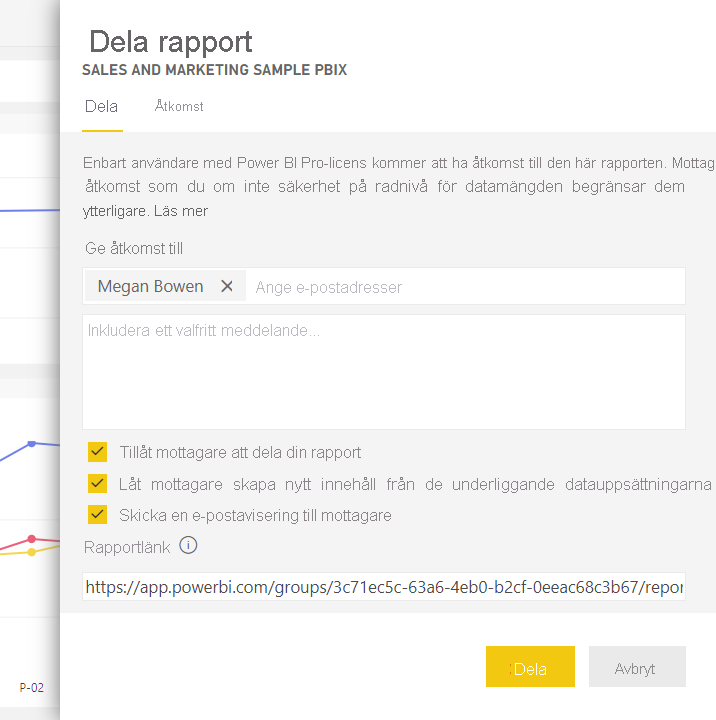 Dela rapport
SALES AND MARKETING SAMPLE PBIX
Dela
Åtkomst
Enbart användare med Power BI Pro-licens kommer att ha åtkomst till den här rapporten. Mottag
åtkomst som du om inte säkerhet på radnivå för datamängden begränsar dem
ytterligare. Läs mer
Ge åtkomst till
Megan Bowen
Ange e-postadresser
Inkludera ett valfritt meddelande...
Tillåt mottagare att dela din rapport
Låt mottagare skapa nytt innehåll från de underliggande datauppsättningarna
Skicka en e-postavisering till mottagare
Rapportlänk
https://app.powerbi.com/groups/3c71ec5c-63a6-4eb0-b2cf-0eeac68c3b67/repor
Dela
Avbryt
P-02